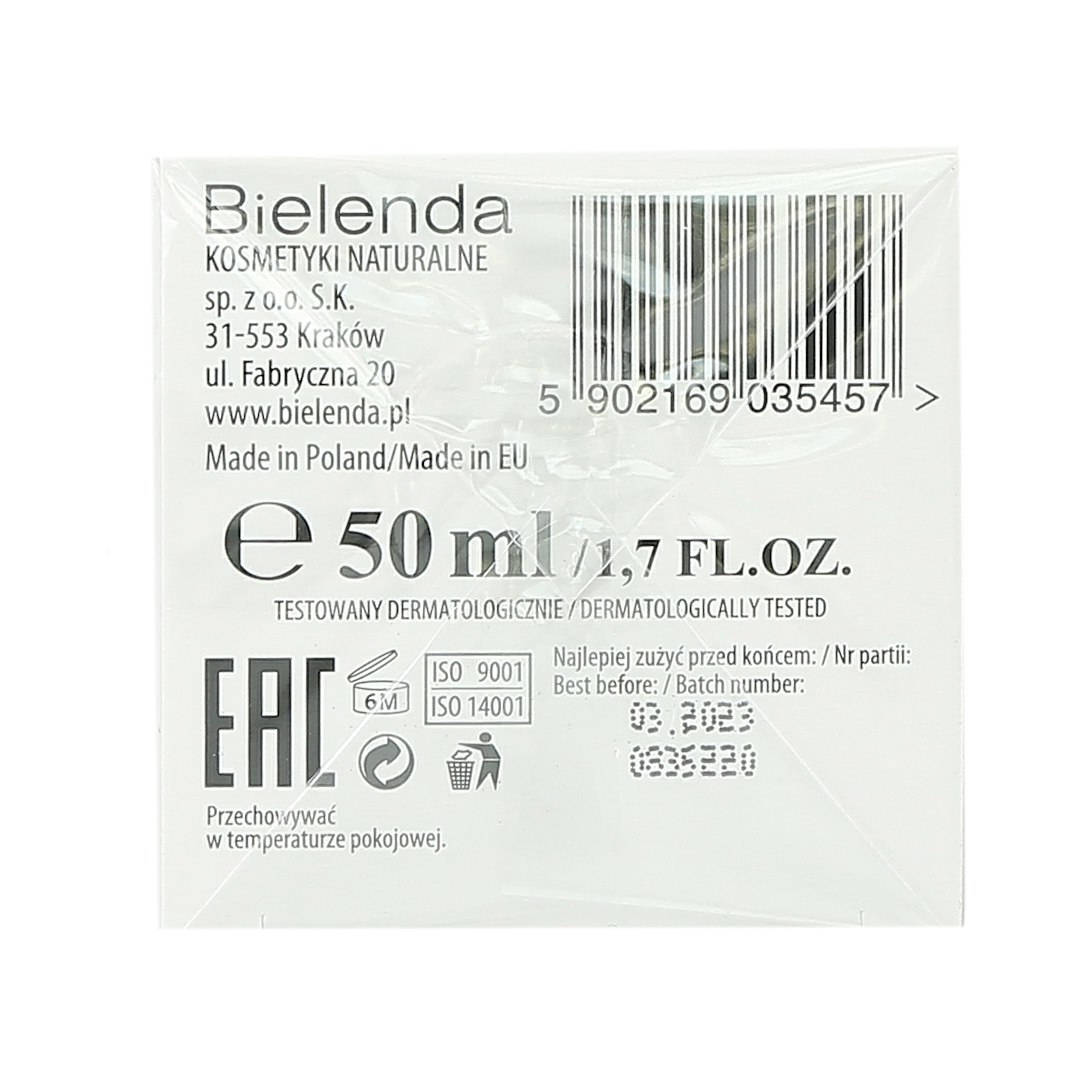 Bielenda
KOSMETYKI NATURALNE
sp. z o.o. S.K.
31-553 Kraków
ul. Fabryczna 20
www.bielenda.pl
Made in Poland/Made in EU
5 902169 035457 >
℮ 50 ml /1,7 FL.OZ.
TESTOWANY DERMATOLOGICZNIE / DERMATOLOGICALLY TESTED
EAC
6M
ISO 9001
ISO 14001
Najlepiej zużyć przed końcem: / Nr partii:
Best before: / Batch number:
03.2023
0335220
Przechowywać
w temperaturze pokojowej.